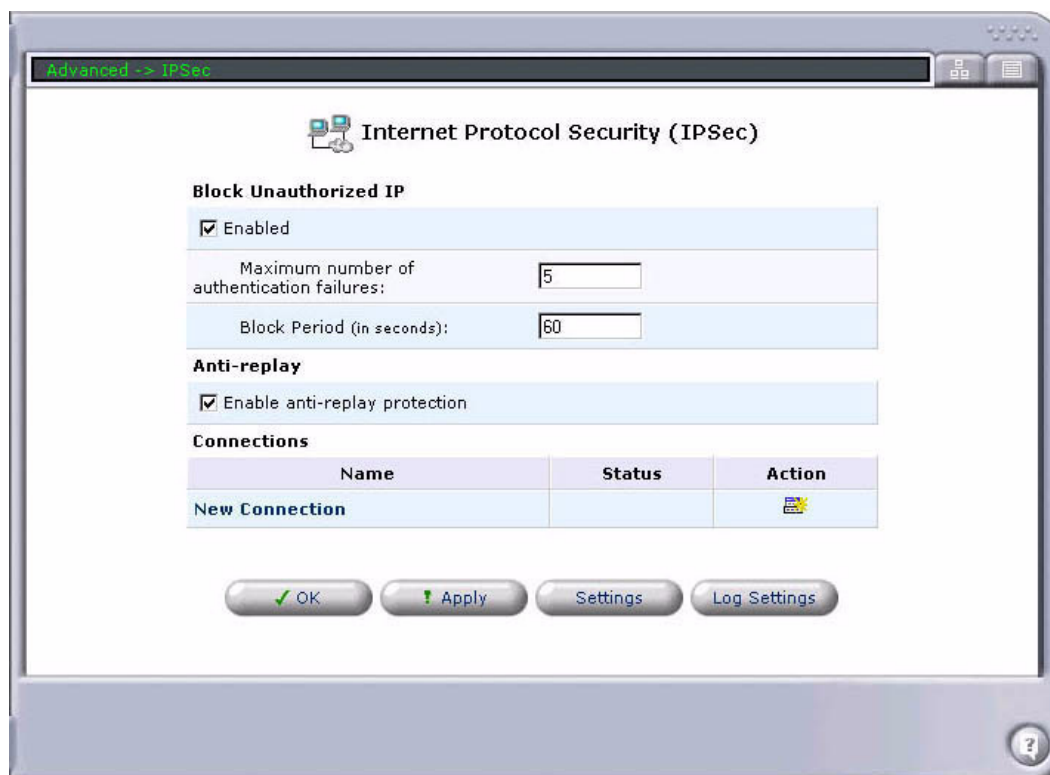 Advanced -> IPSec
Internet Protocol Security (IPSec)
Block Unauthorized IP
Enabled
Maximum number of
authentication failures:
5
Block Period (in seconds):
60
Anti-replay
Enable anti-replay protection
Connections
Name Status Action
New Connection
OK Apply Settings Log Settings
?